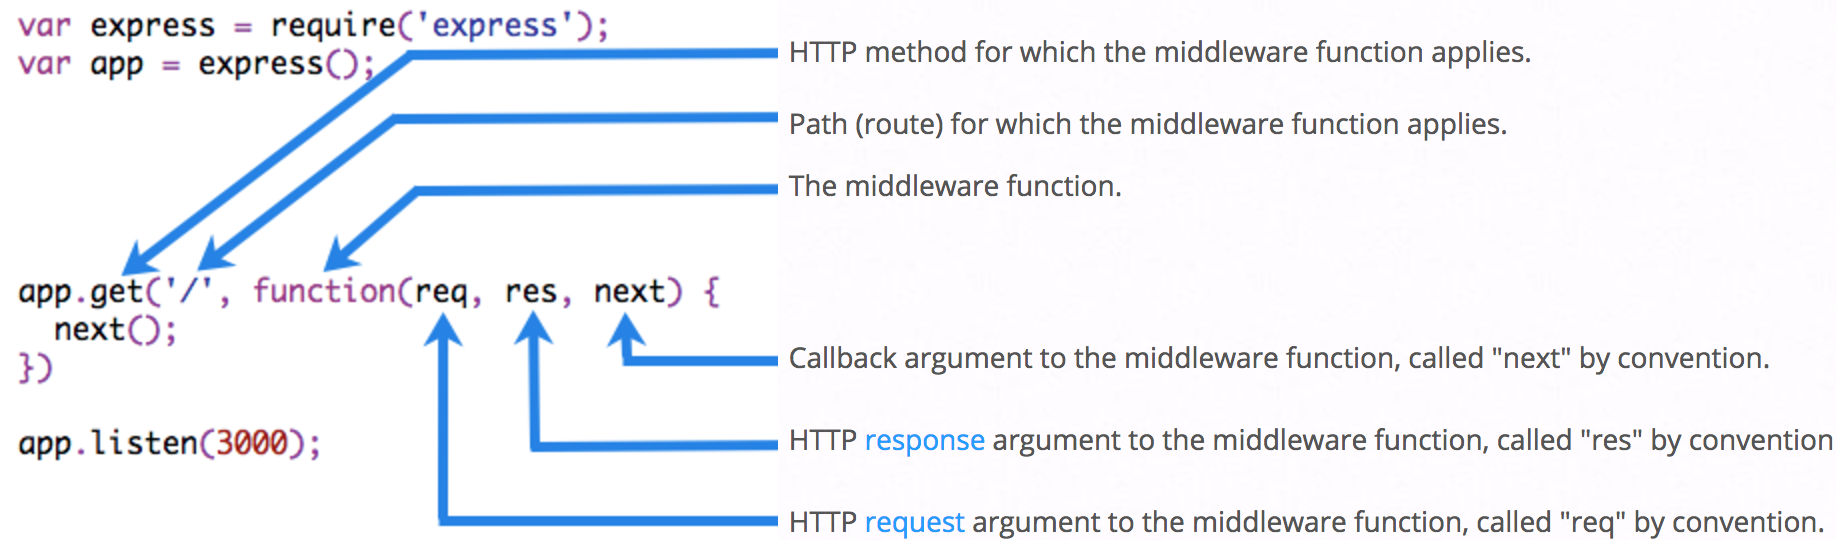 var express = require('express');
var app = express();
HTTP method for which the middleware function applies.
Path (route) for which the middleware function applies.
The middleware function.
app.get('/', function(req, res, next) {
  next();
})
app.listen(3000);
Callback argument to the middleware function, called "next" by convention.
HTTP response argument to the middleware function, called "res" by convention
HTTP request argument to the middleware function, called "req" by convention.